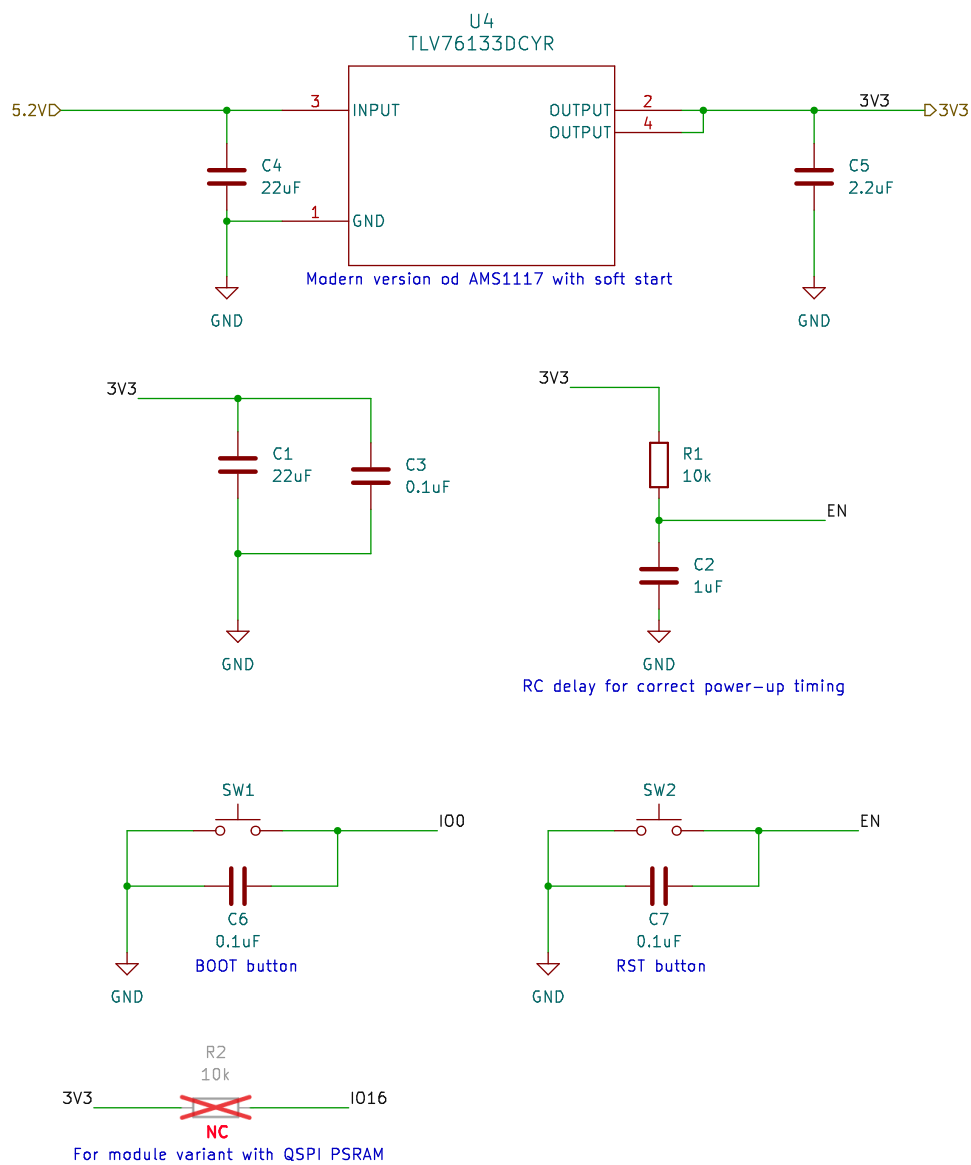 U4
TLV76133DCYR
5.2V
3
INPUT
OUTPUT
2
3V3
3V3
OUTPUT
4
C4
22uF
C5
2.2uF
1
GND
Modern version od AMS1117 with soft start
GND
GND
3V3
C1
22uF
C3
0.1uF
GND
3V3
R1
10k
EN
C2
1uF
GND
RC delay for correct power-up timing
SW1
IO0
C6
0.1uF
BOOT button
GND
SW2
EN
C7
0.1uF
RST button
GND
R2
10k
3V3
IO16
NC
For module variant with QSPI PSRAM